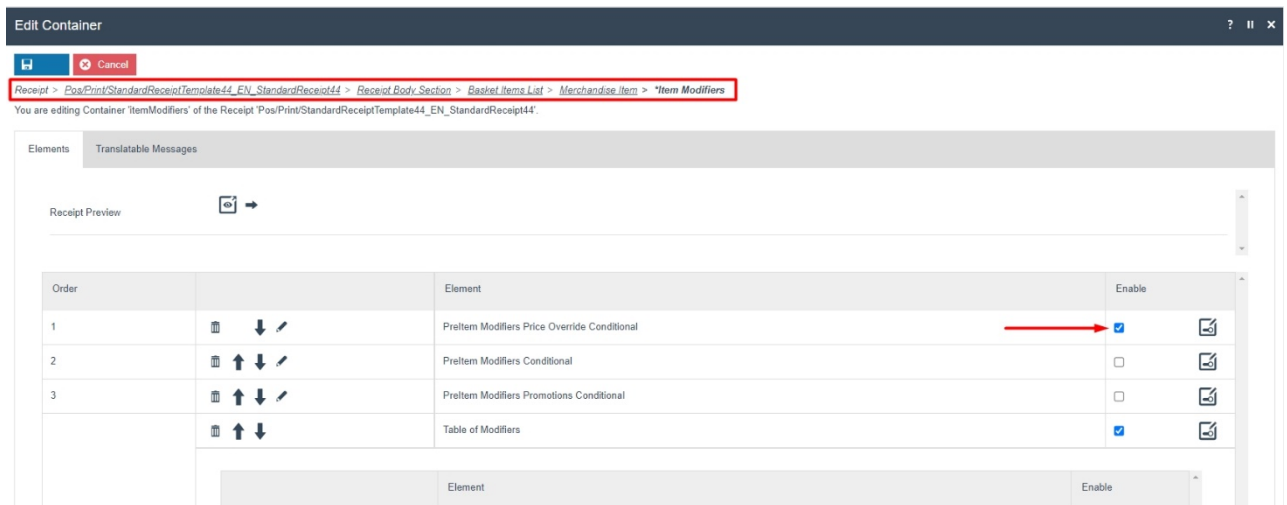 Edit Container
? II ×
Cancel
Receipt > Pos/Print/StandardReceiptTemplate44_EN_StandardReceipt44 > Receipt Body Section > Basket Items List > Merchandise Item > *Item Modifiers
You are editing Container 'itemModifiers' of the Receipt 'Pos/Print/StandardReceiptTemplate44_EN_StandardReceipt44'.
Elements Translatable Messages
Receipt Preview
Order Element Enable
1 PreItem Modifiers Price Override Conditional
2 PreItem Modifiers Conditional
3 PreItem Modifiers Promotions Conditional
Table of Modifiers
Element Enable